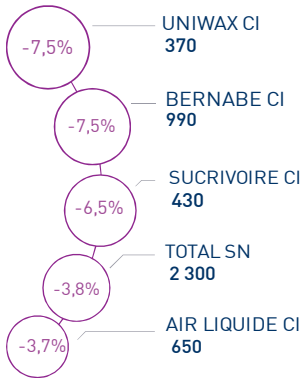 -7,5%
UNIWAX CI
370
-7,5%
BERNABE CI
990
-6,5%
SUCRIVOIRE CI
430
-3,8%
TOTAL SN
2 300
-3,7%
AIR LIQUIDE CI
650